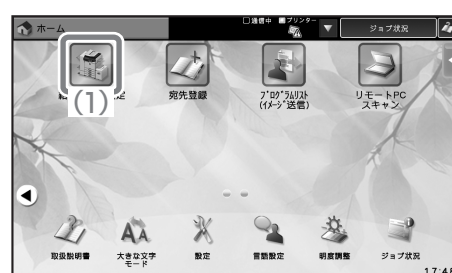 ホーム
□通信中 ■プリンター
ジョブ状況
(1)
宛先登録
プログラムリスト
(イメージ送信)
リモートPC
スキャン
取扱説明書
大きな文字
モード
設定
言語設定
明度調整
ジョブ状況